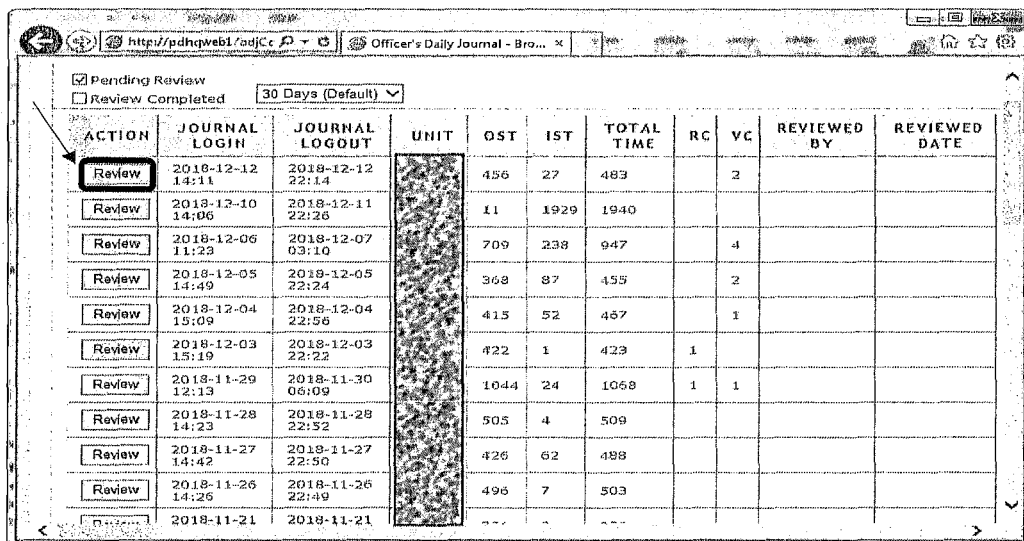 http://pdhqweb1/odjCc
Officer's Daily Journal - Bro... ×
Pending Review
Review Completed
30 Days (Default)
ACTION JOURNAL LOGIN JOURNAL LOGOUT UNIT OST IST TOTAL TIME RC VC REVIEWED BY REVIEWED DATE
Review 2018-12-12 14:11 2018-12-12 22:14 456 27 483 2
Review 2018-12-10 14:06 2018-12-11 22:26 11 1929 1940
Review 2018-12-06 11:23 2018-12-07 03:10 709 238 947 4
Review 2018-12-05 14:49 2018-12-05 22:24 368 87 455 2
Review 2018-12-04 15:09 2018-12-04 22:56 415 52 467 1
Review 2018-12-03 15:19 2018-12-03 22:22 422 1 423 1
Review 2018-11-29 12:13 2018-11-30 06:09 1044 24 1068 1 1
Review 2018-11-28 14:23 2018-11-28 22:52 505 4 509
Review 2018-11-27 14:42 2018-11-27 22:50 426 62 488
Review 2018-11-26 14:26 2018-11-26 22:49 496 7 503
2018-11-21 2018-11-21